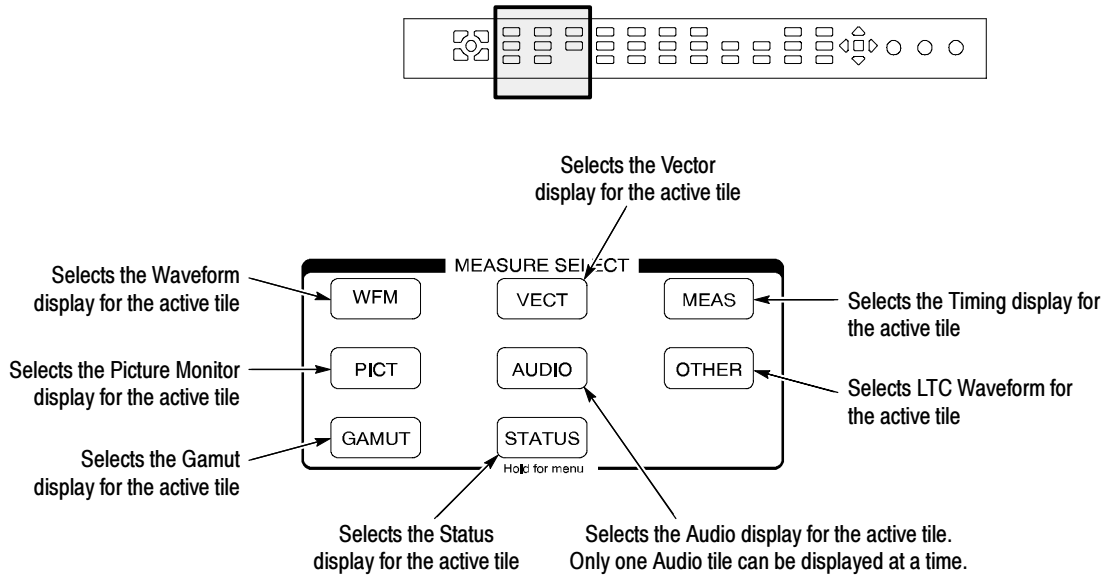 Selects the Vector
display for the active tile
MEASURE SELECT
Selects the Waveform
display for the active tile
WFM
VECT
MEAS
Selects the Timing display for
the active tile
Selects the Picture Monitor
display for the active tile
PICT
AUDIO
OTHER
Selects LTC Waveform for
the active tile
Selects the Gamut
display for the active tile
GAMUT
STATUS
Hold for menu
Selects the Status
display for the active tile
Selects the Audio display for the active tile.
Only one Audio tile can be displayed at a time.